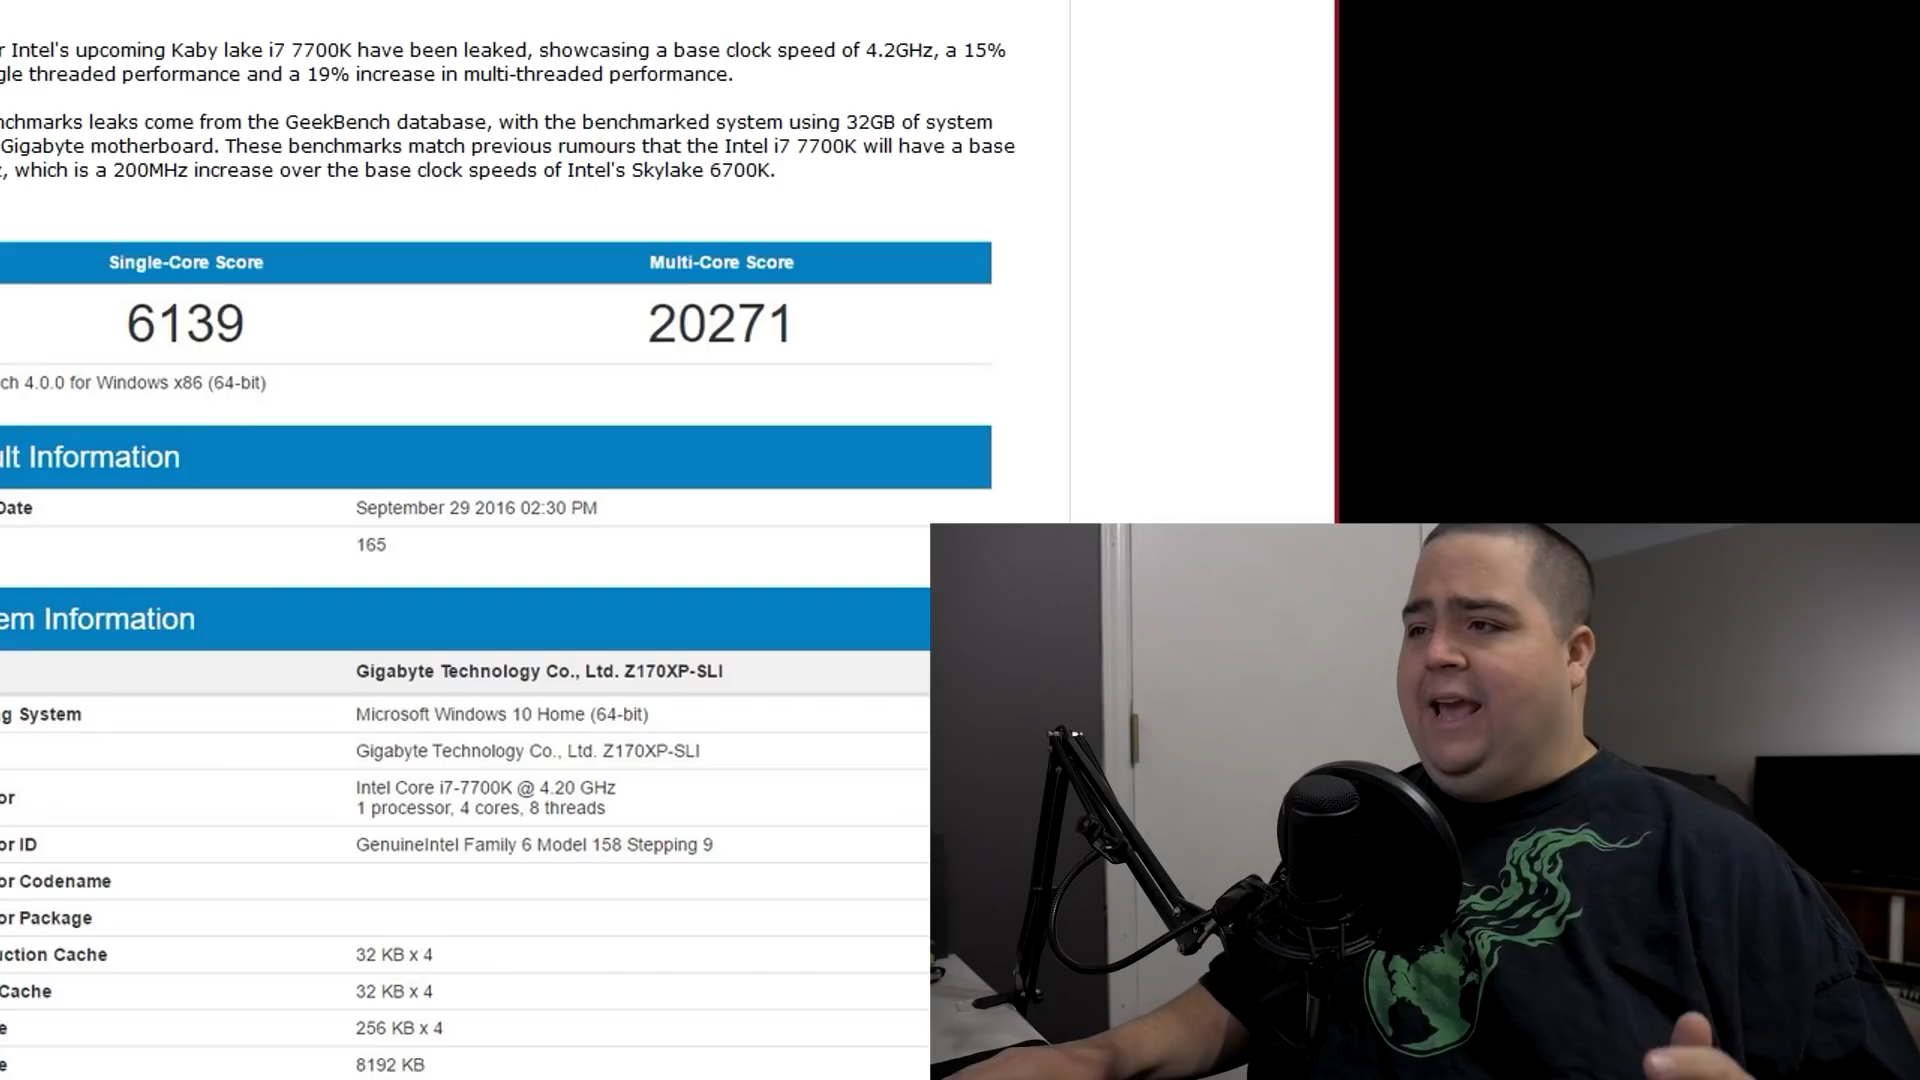 r Intel's upcoming Kaby lake i7 7700K have been leaked, showcasing a base clock speed of 4.2GHz, a 15%
gle threaded performance and a 19% increase in multi-threaded performance.
nchmarks leaks come from the GeekBench database, with the benchmarked system using 32GB of system
Gigabyte motherboard. These benchmarks match previous rumours that the Intel i7 7700K will have a base
z, which is a 200MHz increase over the base clock speeds of Intel's Skylake 6700K.
Single-Core Score Multi-Core Score
6139 20271
ch 4.0.0 for Windows x86 (64-bit)
ult Information
Date September 29 2016 02:30 PM
165
em Information
Gigabyte Technology Co., Ltd. Z170XP-SLI
g System Microsoft Windows 10 Home (64-bit)
Gigabyte Technology Co., Ltd. Z170XP-SLI
or Intel Core i7-7700K @ 4.20 GHz
1 processor, 4 cores, 8 threads
or ID GenuineIntel Family 6 Model 158 Stepping 9
or Codename
or Package
uction Cache 32 KB x 4
Cache 32 KB x 4
e 256 KB x 4
e 8192 KB